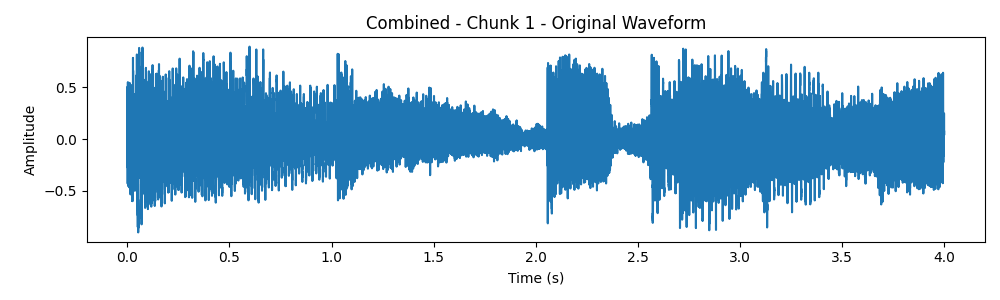 Combined - Chunk 1 - Original Waveform
Amplitude
0.5
0.0
−0.5
0.0 0.5 1.0 1.5 2.0 2.5 3.0 3.5 4.0
Time (s)